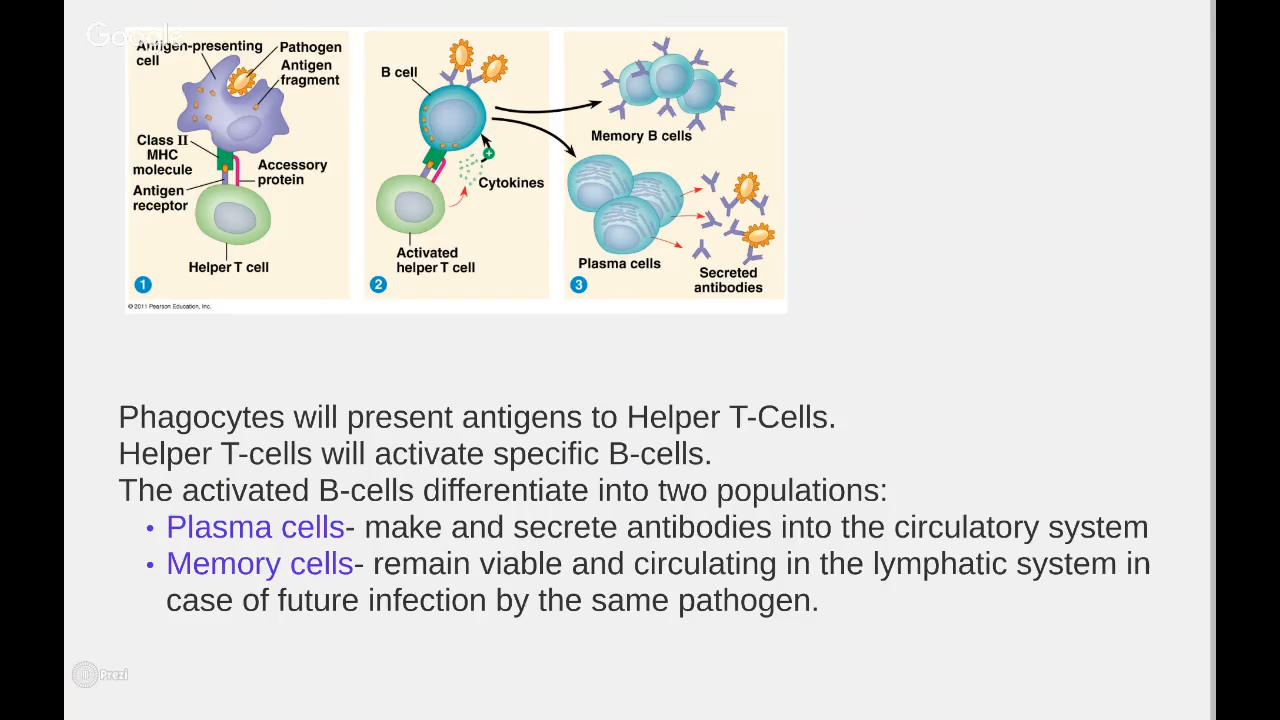 Google
Antigen-presenting
cell
Pathogen
Antigen
fragment
Class II
MHC
molecule
Accessory
protein
Antigen
receptor
Helper T cell
1
B cell
+
Cytokines
Activated
helper T cell
2
Memory B cells
Plasma cells
Secreted
antibodies
3
© 2011 Pearson Education, Inc.
Phagocytes will present antigens to Helper T-Cells.
Helper T-cells will activate specific B-cells.
The activated B-cells differentiate into two populations:
• Plasma cells- make and secrete antibodies into the circulatory system
• Memory cells- remain viable and circulating in the lymphatic system in
case of future infection by the same pathogen.
Prezi